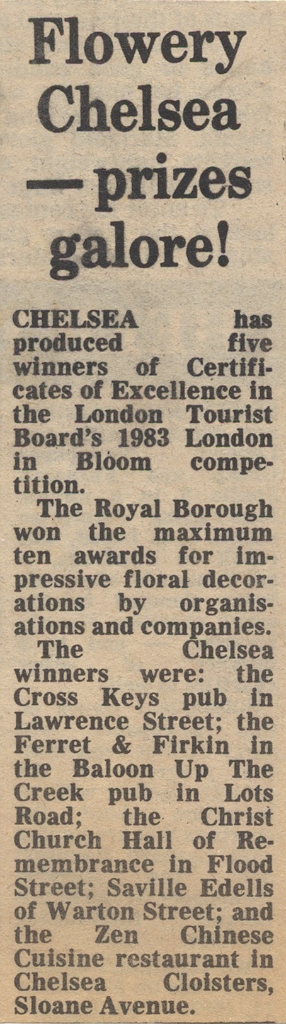 Flowery
Chelsea
— prizes
galore!
CHELSEA has
produced five
winners of Certifi-
cates of Excellence in
the London Tourist
Board's 1983 London
in Bloom compe-
tition.
The Royal Borough
won the maximum
ten awards for im-
pressive floral decor-
ations by organis-
ations and companies.
The Chelsea
winners were: the
Cross Keys pub in
Lawrence Street; the
Ferret & Firkin in
the Baloon Up The
Creek pub in Lots
Road; the Christ
Church Hall of Re-
membrance in Flood
Street; Saville Edells
of Warton Street; and
the Zen Chinese
Cuisine restaurant in
Chelsea Cloisters,
Sloane Avenue.